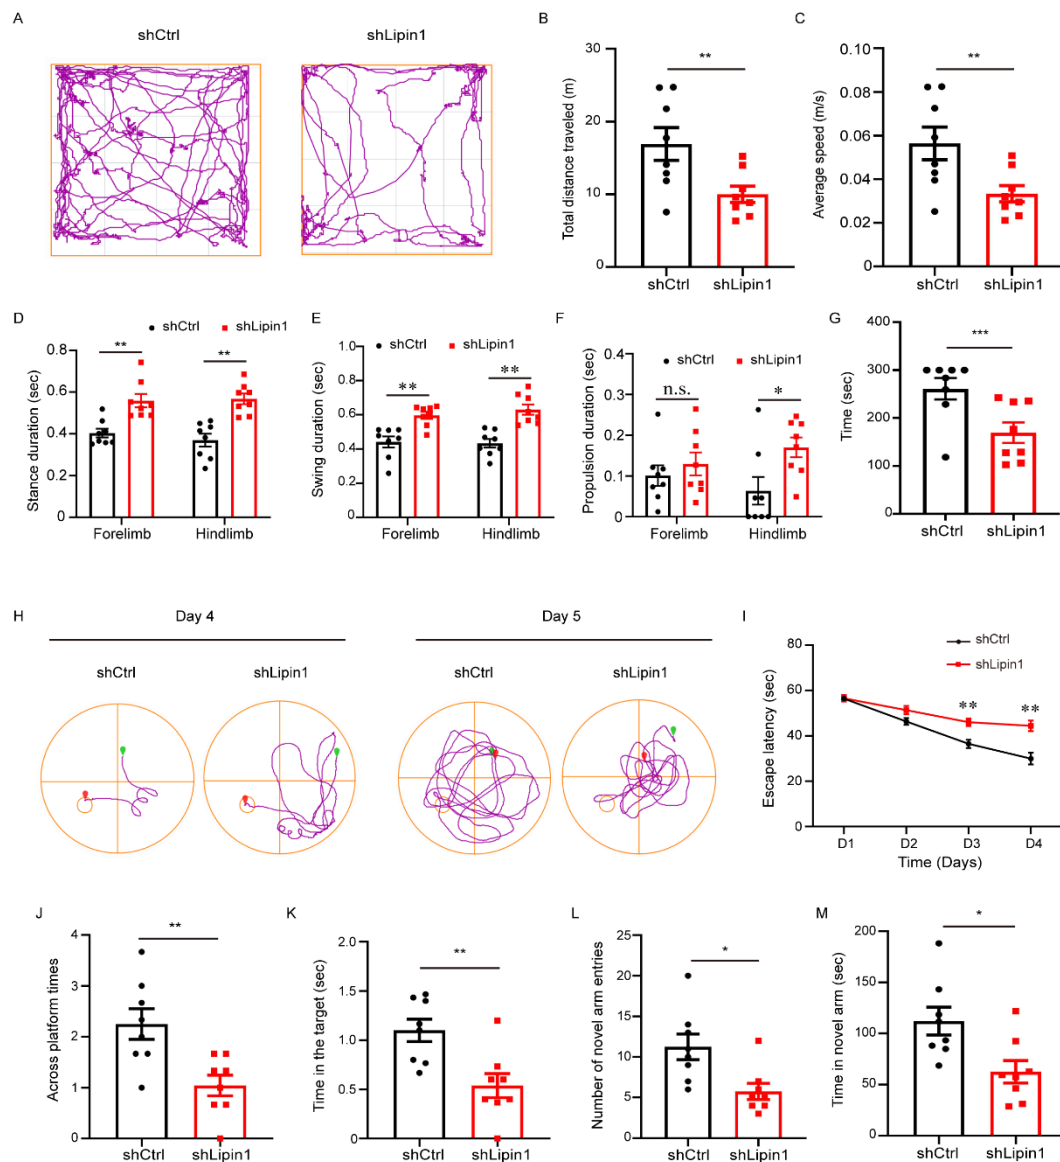 A
shCtrl
shLipin1
B
Total distance traveled (m)
30
20
10
0
**
shCtrl
shLipin1
C
Average speed (m/s)
0.10
0.08
0.06
0.04
0.02
0.00
**
shCtrl
shLipin1
D
shCtrl
shLipin1
Stance duration (sec)
0.8
0.6
0.4
0.2
0
**
**
Forelimb
Hindlimb
E
shCtrl
shLipin1
Swing duration (sec)
1.0
0.8
0.6
0.4
0.2
0
**
**
Forelimb
Hindlimb
F
shCtrl
shLipin1
Propulsion duration (sec)
0.4
0.3
0.2
0.1
0
n.s.
*
Forelimb
Hindlimb
G
Time (sec)
400
300
200
100
0
***
shCtrl
shLipin1
H
Day 4
Day 5
shCtrl
shLipin1
shCtrl
shLipin1
I
Escape latency (sec)
80
60
40
20
0
shCtrl
shLipin1
**
**
D1
D2
D3
D4
Time (Days)
J
Across platform times
4
3
2
1
0
**
shCtrl
shLipin1
K
Time in the target (sec)
2.0
1.5
1.0
0.5
0.0
**
shCtrl
shLipin1
L
Number of novel arm entries
25
20
15
10
5
0
*
shCtrl
shLipin1
M
Time in novel arm (sec)
200
150
100
50
0
*
shCtrl
shLipin1